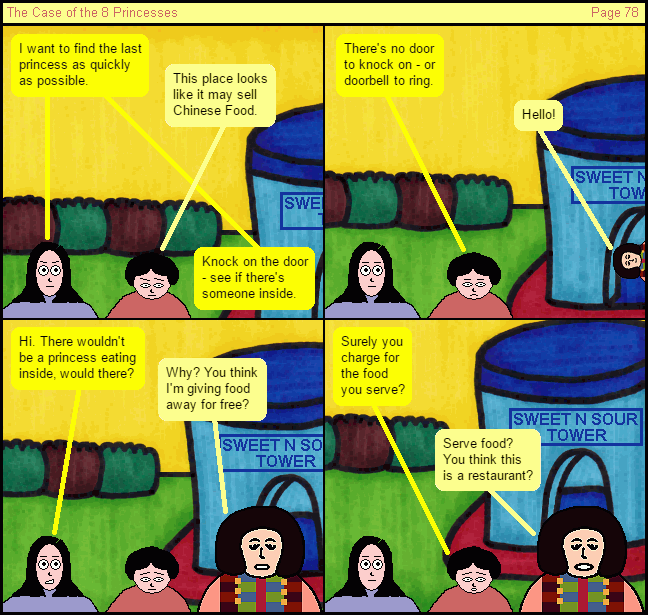 The Case of the 8 Princesses
Page 78
I want to find the last
princess as quickly
as possible.
This place looks
like it may sell
Chinese Food.
Knock on the door
- see if there's
someone inside.
SWE
T
There's no door
to knock on - or
doorbell to ring.
Hello!
SWEET N
TOW
Hi. There wouldn't
be a princess eating
inside, would there?
Why? You think
I'm giving food
away for free?
SWEET N SO
TOWER
Surely you
charge for
the food
you serve?
Serve food?
You think this
is a restaurant?
SWEET N SOUR
TOWER